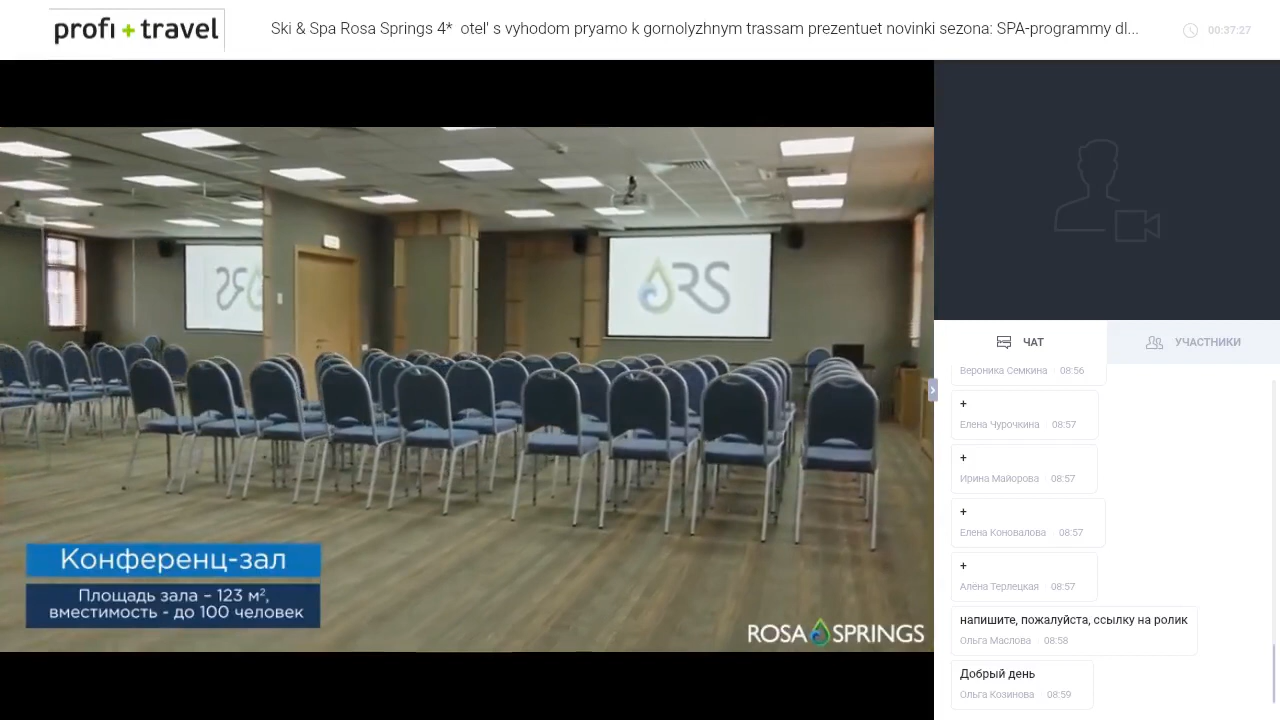 profi + travel
Ski & Spa Rosa Springs 4* otel' s vyhodom pryamo k gornolyzhnym trassam prezentuet novinki sezona: SPA-programmy dl...
00:37:27
RS
RS
Конференц-зал
Площадь зала – 123 м²,
вместимость - до 100 человек
ROSA SPRINGS
ЧАТ
УЧАСТНИКИ
Вероника Семкина 08:56
+
Елена Чурочкина 08:57
+
Ирина Майорова 08:57
+
Елена Коновалова 08:57
+
Алёна Терлецкая 08:57
напишите, пожалуйста, ссылку на ролик
Ольга Маслова 08:58
Добрый день
Ольга Козинова 08:59